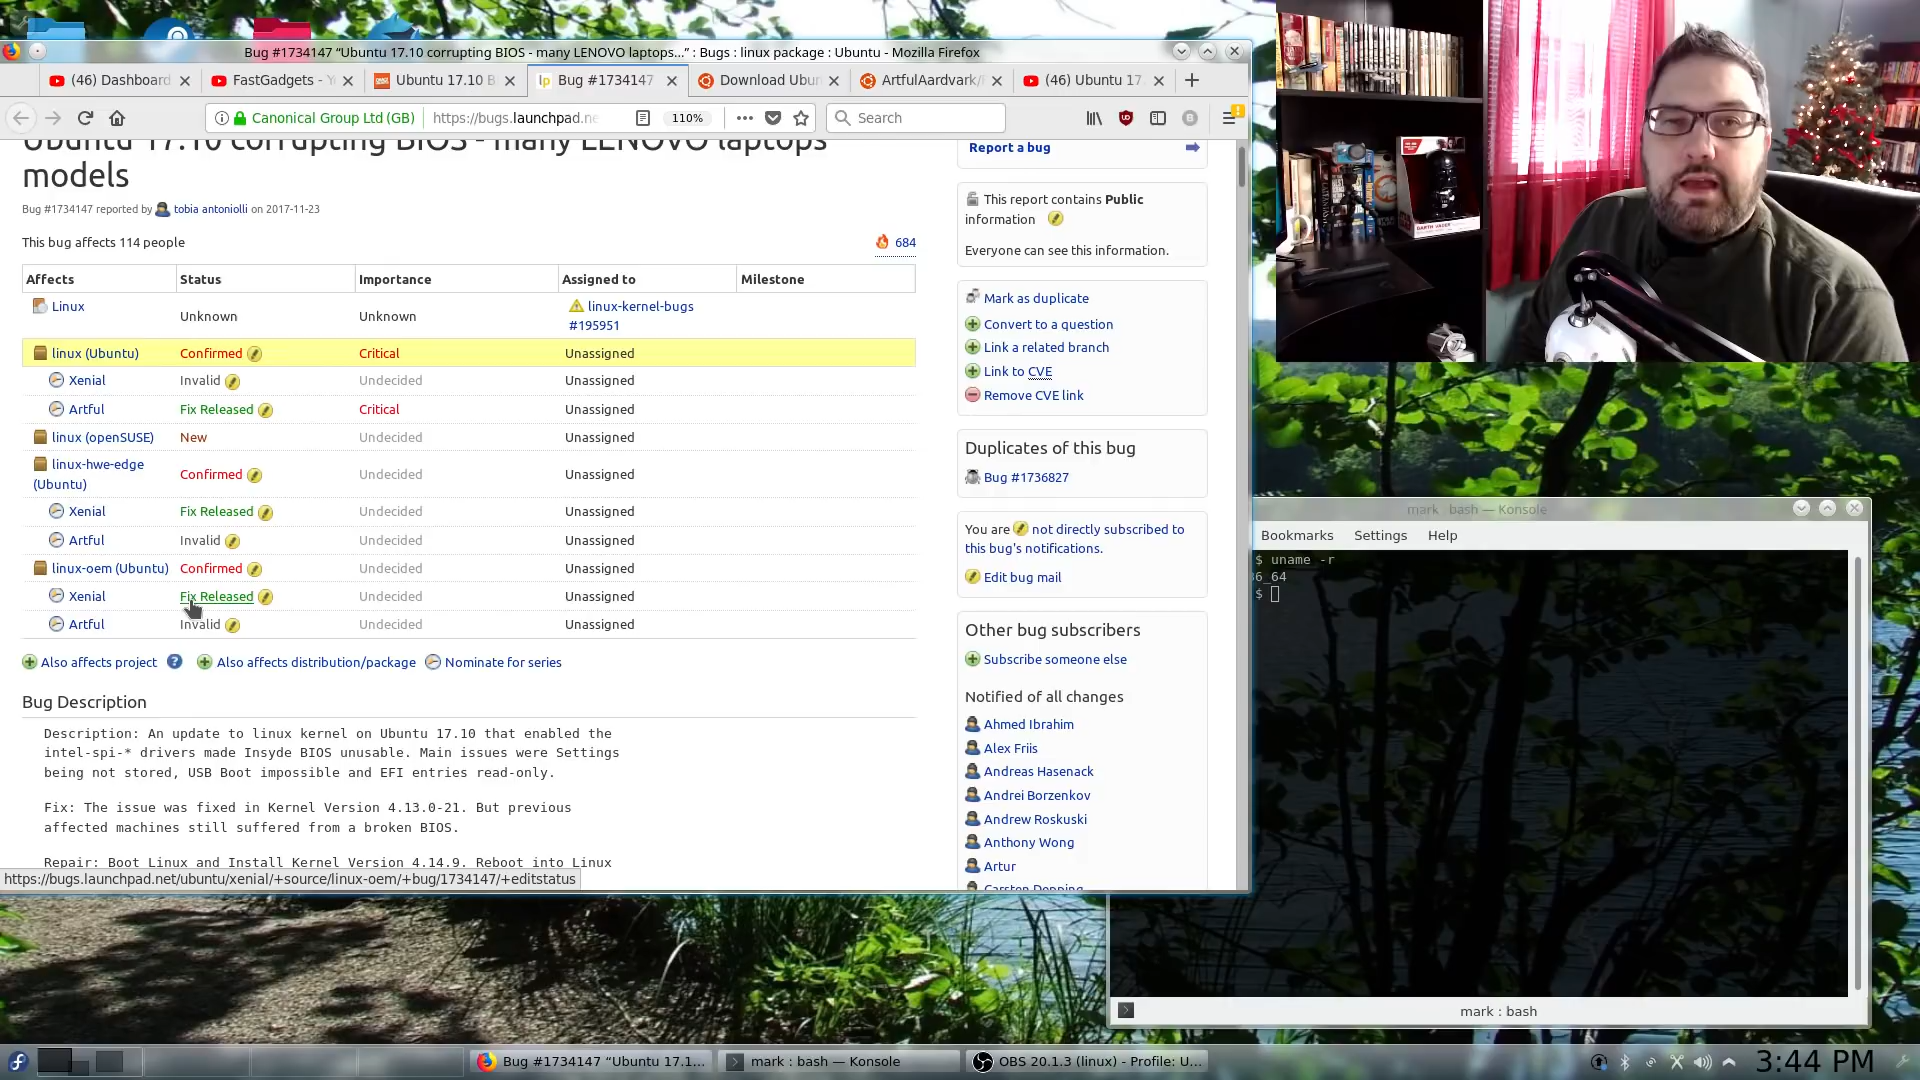 Bug #1734147 “Ubuntu 17.10 corrupting BIOS - many LENOVO laptops...” : Bugs : linux package : Ubuntu - Mozilla Firefox
(46) Dashboard
FastGadgets - Y
Ubuntu 17.10 B
lp Bug #1734147
Download Ubun
ArtfulAardvark/R
(46) Ubuntu 17
Canonical Group Ltd (GB)
https://bugs.launchpad.ne
110%
Search
Ubuntu 17.10 corrupting BIOS - many LENOVO laptops
models
Bug #1734147 reported by tobia antoniolli on 2017-11-23
This bug affects 114 people
684
Affects Status Importance Assigned to Milestone
Linux Unknown Unknown linux-kernel-bugs
#195951
linux (Ubuntu) Confirmed Critical Unassigned
Xenial Invalid Undecided Unassigned
Artful Fix Released Critical Unassigned
linux (openSUSE) New Undecided Unassigned
linux-hwe-edge
(Ubuntu) Confirmed Undecided Unassigned
Xenial Fix Released Undecided Unassigned
Artful Invalid Undecided Unassigned
linux-oem (Ubuntu) Confirmed Undecided Unassigned
Xenial Fix Released Undecided Unassigned
Artful Invalid Undecided Unassigned
Also affects project Also affects distribution/package Nominate for series
Bug Description
Description: An update to linux kernel on Ubuntu 17.10 that enabled the
intel-spi-* drivers made Insyde BIOS unusable. Main issues were Settings
being not stored, USB Boot impossible and EFI entries read-only.
Fix: The issue was fixed in Kernel Version 4.13.0-21. But previous
affected machines still suffered from a broken BIOS.
Repair: Boot Linux and Install Kernel Version 4.14.9. Reboot into Linux
https://bugs.launchpad.net/ubuntu/xenial/+source/linux-oem/+bug/1734147/+editstatus
Report a bug
This report contains Public
information
Everyone can see this information.
Mark as duplicate
Convert to a question
Link a related branch
Link to CVE
Remove CVE link
Duplicates of this bug
Bug #1736827
You are not directly subscribed to
this bug's notifications.
Edit bug mail
Other bug subscribers
Subscribe someone else
Notified of all changes
Ahmed Ibrahim
Alex Friis
Andreas Hasenack
Andrei Borzenkov
Andrew Roskuski
Anthony Wong
Artur
Carsten Depping
DARTH VADER
mark : bash — Konsole
Bookmarks Settings Help
$ uname -r
86_64
$
mark : bash
Bug #1734147 “Ubuntu 17.1...
mark : bash — Konsole
OBS 20.1.3 (linux) - Profile: U...
3:44 PM